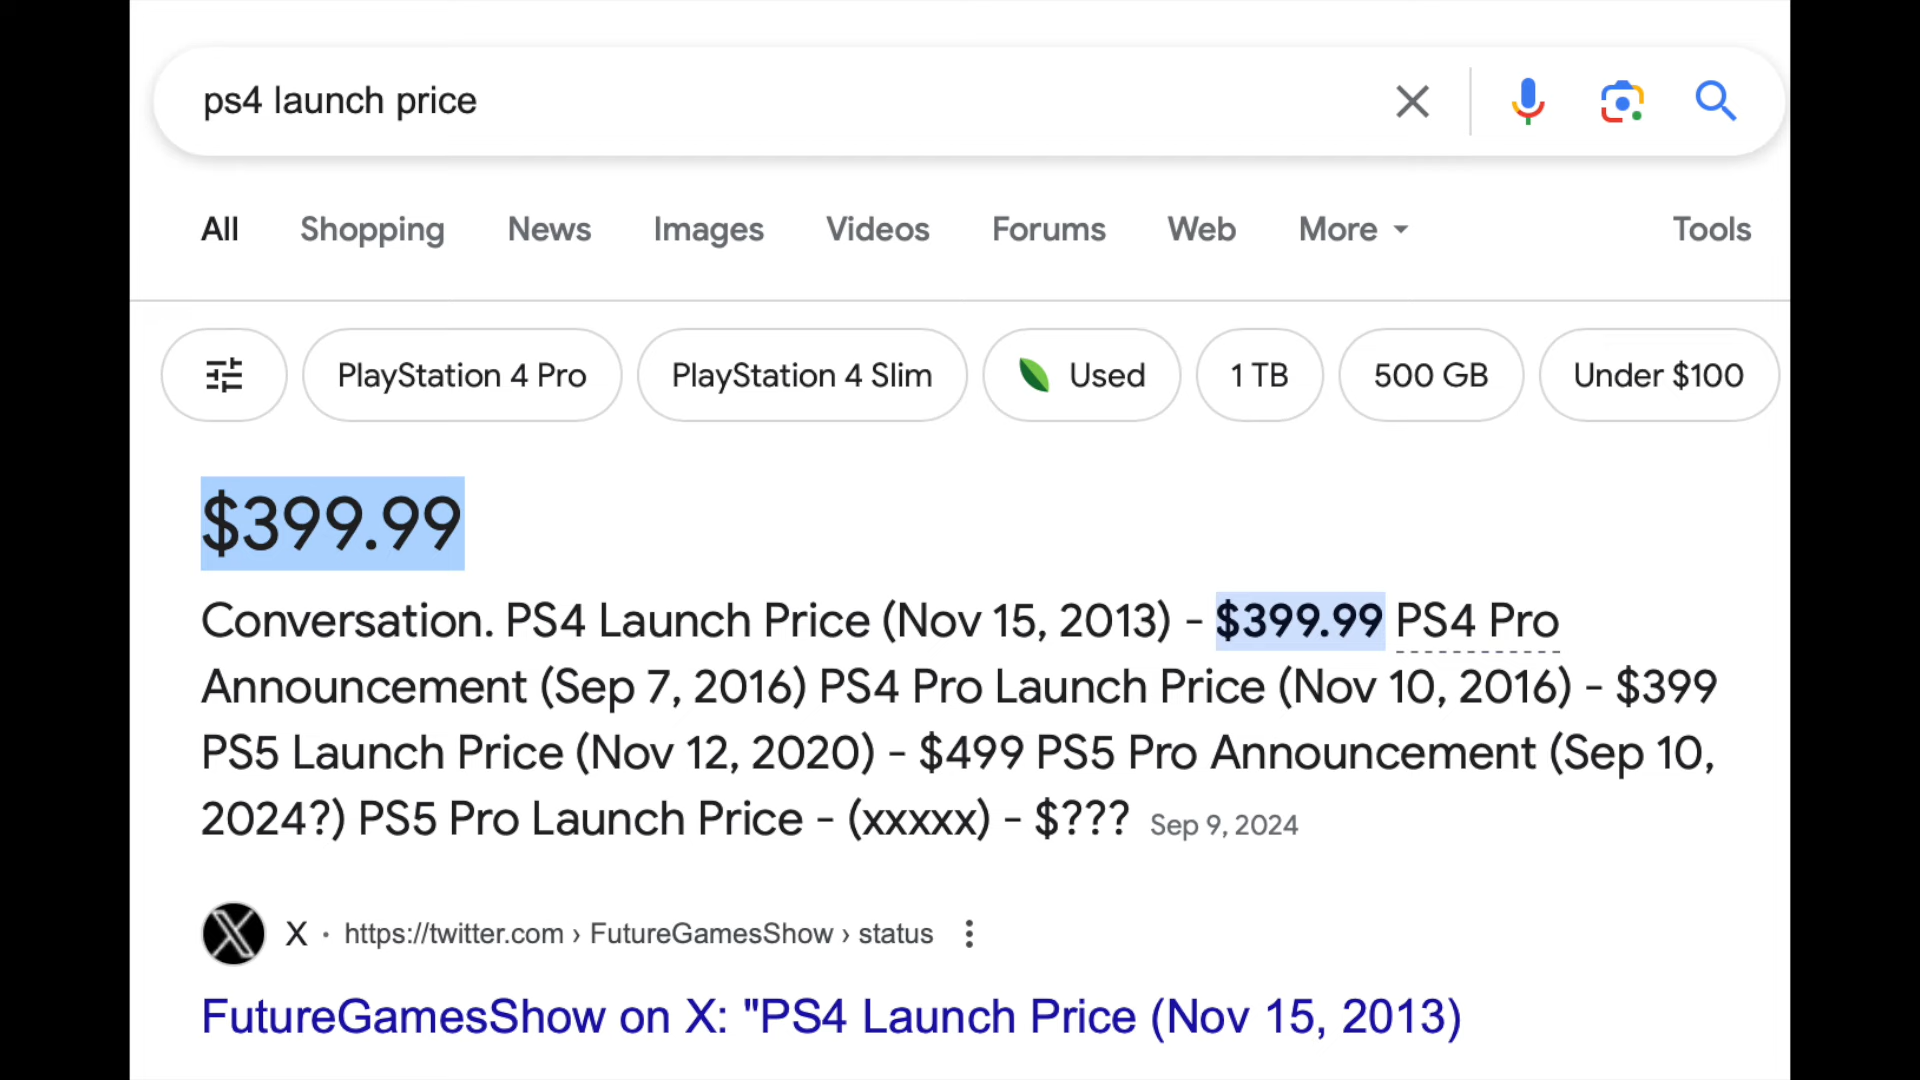 ps4 launch price
All Shopping News Images Videos Forums Web More Tools
PlayStation 4 Pro PlayStation 4 Slim Used 1 TB 500 GB Under $100
$399.99
Conversation. PS4 Launch Price (Nov 15, 2013) - $399.99 PS4 Pro
Announcement (Sep 7, 2016) PS4 Pro Launch Price (Nov 10, 2016) - $399
PS5 Launch Price (Nov 12, 2020) - $499 PS5 Pro Announcement (Sep 10,
2024?) PS5 Pro Launch Price - (xxxxx) - $??? Sep 9, 2024
X · https://twitter.com › FutureGamesShow › status
FutureGamesShow on X: "PS4 Launch Price (Nov 15, 2013)